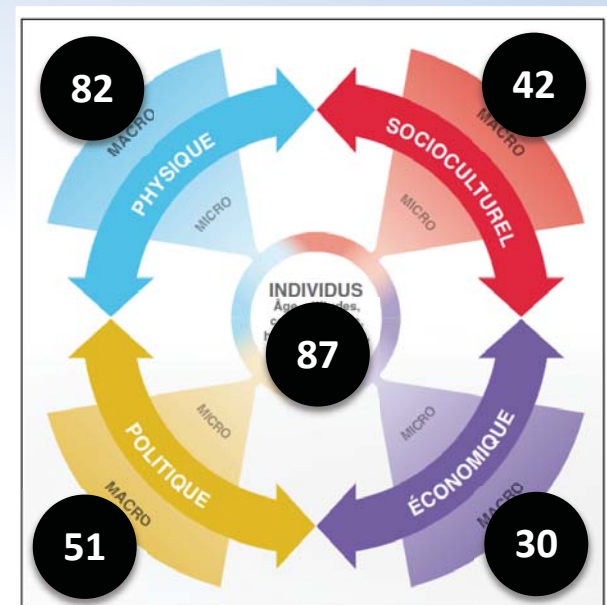 82
42
MACRO
MACRO
PHYSIQUE
SOCIOCULTUREL
MICRO
MICRO
INDIVIDUS
87
MICRO
MICRO
POLITIQUE
ÉCONOMIQUE
MACRO
MACRO
51
30